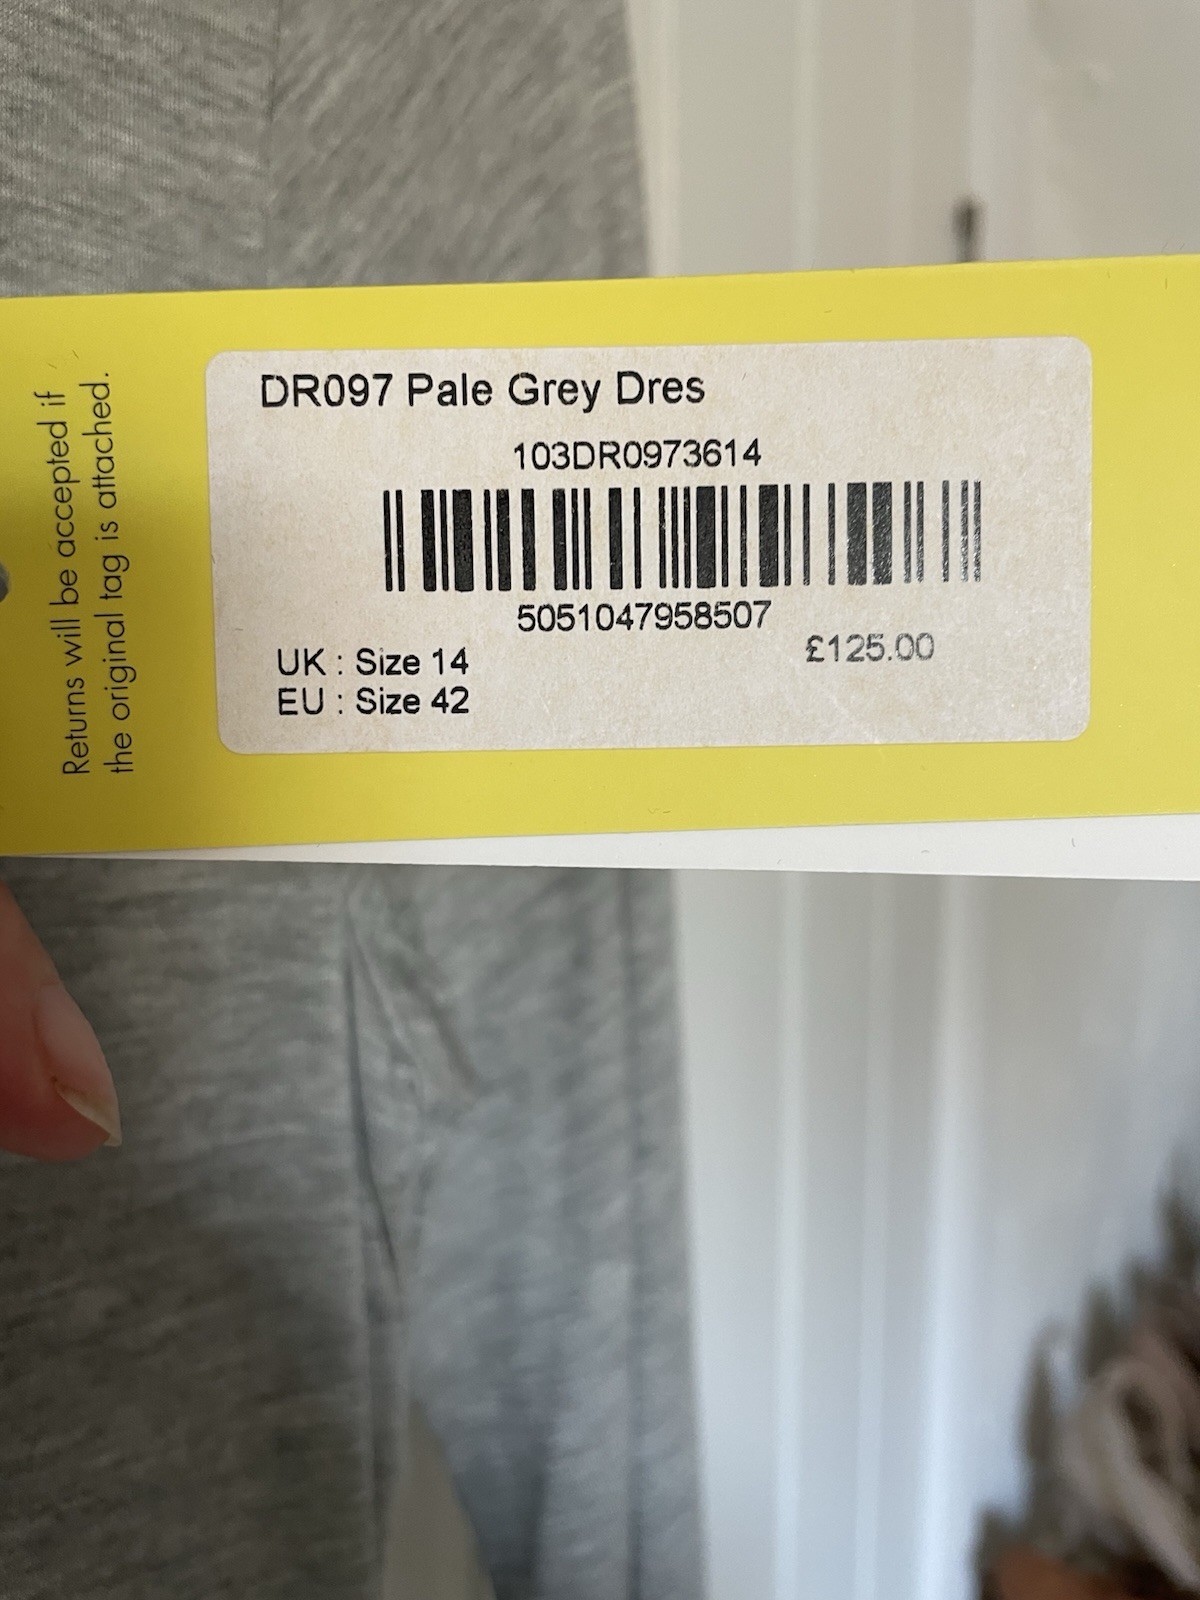 Returns will be accepted if
the original tag is attached.
DR097 Pale Grey Dres
103DR0973614
5051047958507
£125.00
UK : Size 14
EU : Size 42